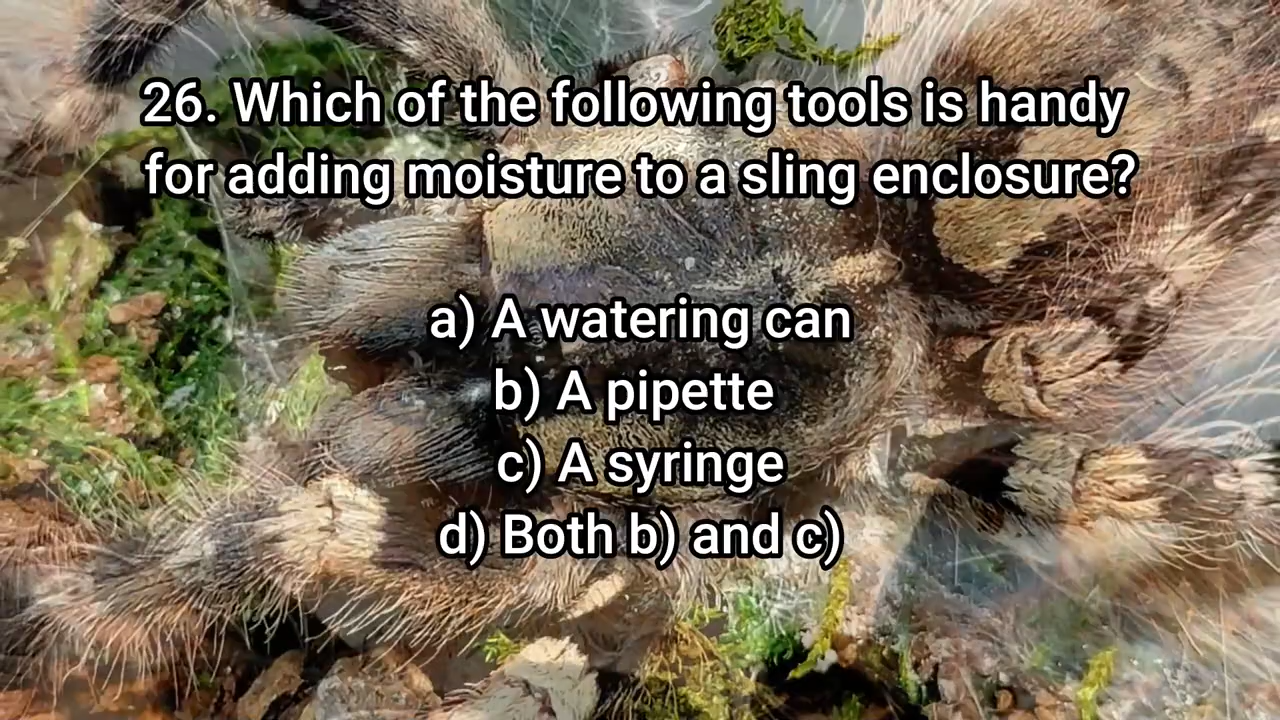 26. Which of the following tools is handy
for adding moisture to a sling enclosure?
a) A watering can
b) A pipette
c) A syringe
d) Both b) and c)